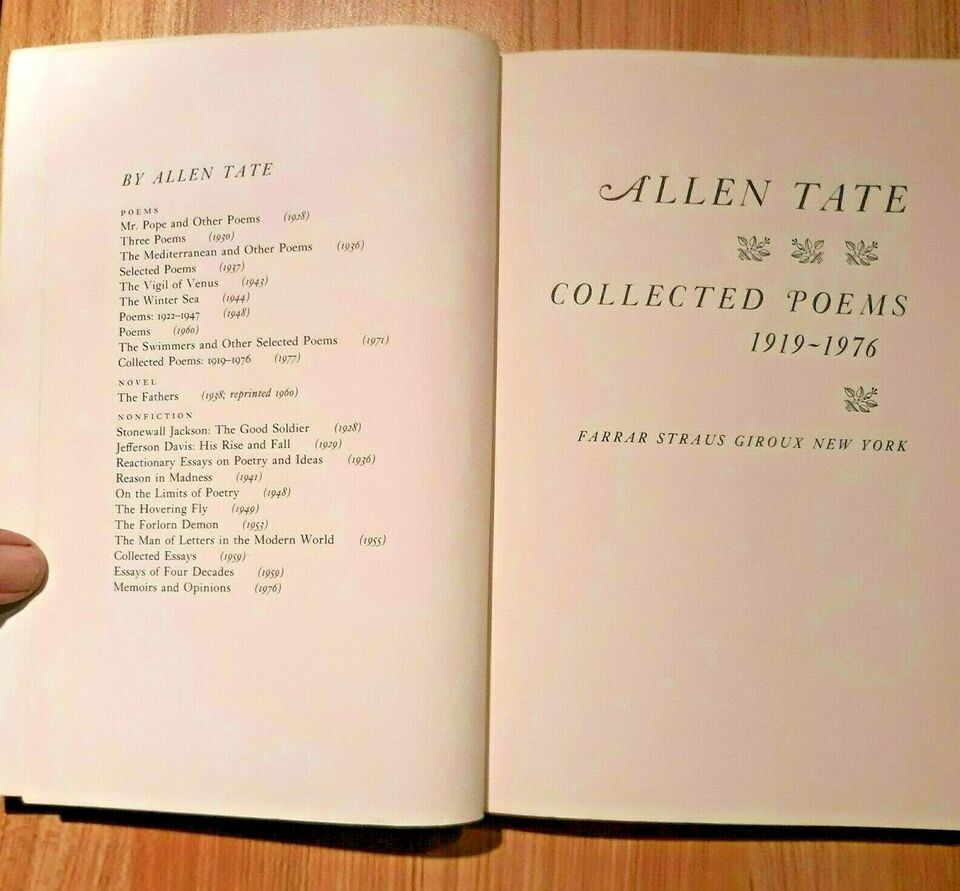 BY ALLEN TATE
POEMS
Mr. Pope and Other Poems (1928)
Three Poems (1930)
The Mediterranean and Other Poems (1936)
Selected Poems (1937)
The Vigil of Venus (1943)
The Winter Sea (1944)
Poems: 1922–1947 (1948)
Poems (1960)
The Swimmers and Other Selected Poems (1971)
Collected Poems: 1919–1976 (1977)
NOVEL
The Fathers (1938; reprinted 1960)
NONFICTION
Stonewall Jackson: The Good Soldier (1928)
Jefferson Davis: His Rise and Fall (1929)
Reactionary Essays on Poetry and Ideas (1936)
Reason in Madness (1941)
On the Limits of Poetry (1948)
The Hovering Fly (1949)
The Forlorn Demon (1953)
The Man of Letters in the Modern World (1955)
Collected Essays (1959)
Essays of Four Decades (1959)
Memoirs and Opinions (1976)
ALLEN TATE
COLLECTED POEMS
1919–1976
FARRAR STRAUS GIROUX NEW YORK